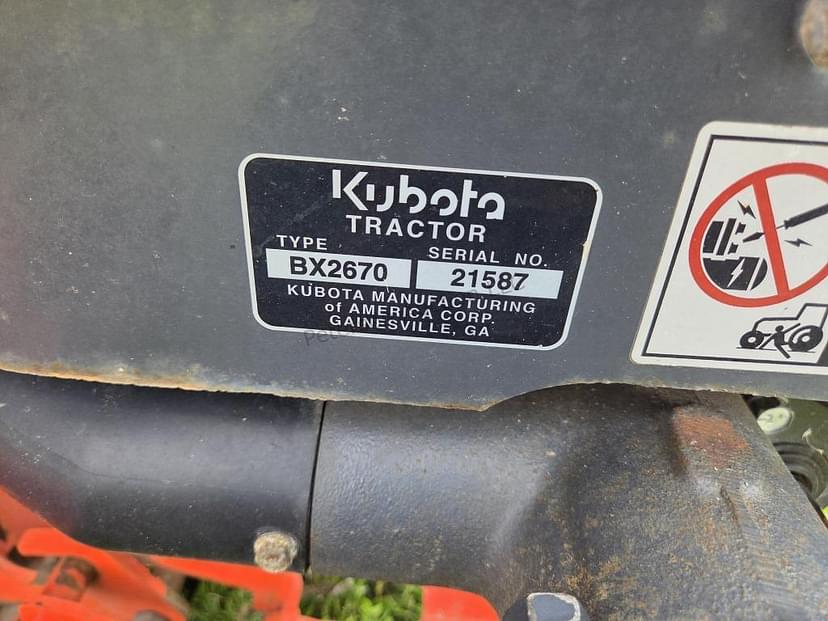 Kubota
TRACTOR
TYPE SERIAL NO.
BX2670 21587
KUBOTA MANUFACTURING
of AMERICA CORP.
GAINESVILLE, GA